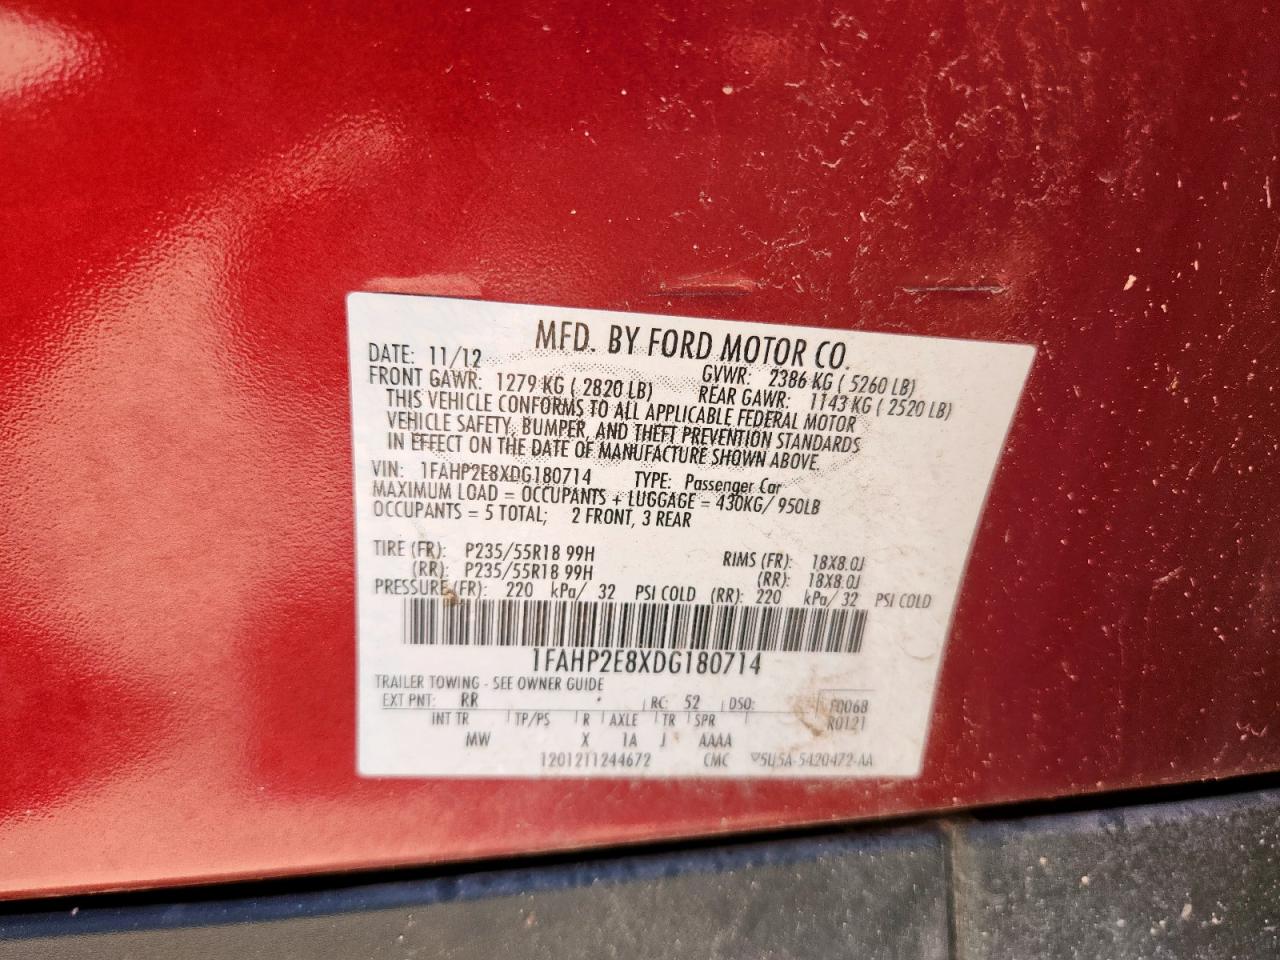 MFD. BY FORD MOTOR CO.
DATE: 11/12 GVWR: 2386 KG ( 5260 LB)
FRONT GAWR: 1279 KG ( 2820 LB) REAR GAWR: 1143 KG ( 2520 LB)
THIS VEHICLE CONFORMS TO ALL APPLICABLE FEDERAL MOTOR
VEHICLE SAFETY, BUMPER, AND THEFT PREVENTION STANDARDS
IN EFFECT ON THE DATE OF MANUFACTURE SHOWN ABOVE.
VIN: 1FAHP2E8XDG180714 TYPE: Passenger Car
MAXIMUM LOAD = OCCUPANTS + LUGGAGE = 430KG/ 950LB
OCCUPANTS = 5 TOTAL; 2 FRONT, 3 REAR
TIRE (FR): P235/55R18 99H RIMS (FR): 18X8.0J
(RR): P235/55R18 99H (RR): 18X8.0J
PRESSURE (FR): 220 kPa/ 32 PSI COLD (RR): 220 kPa/ 32 PSI COLD
1FAHP2E8XDG180714
TRAILER TOWING - SEE OWNER GUIDE
EXT PNT: RR RC: 52 DSO: F0068
INT TR TP/PS R AXLE TR SPR R0121
MW X 1A J AAAA
1201211244672 CMC 5U5A-5420472-AA